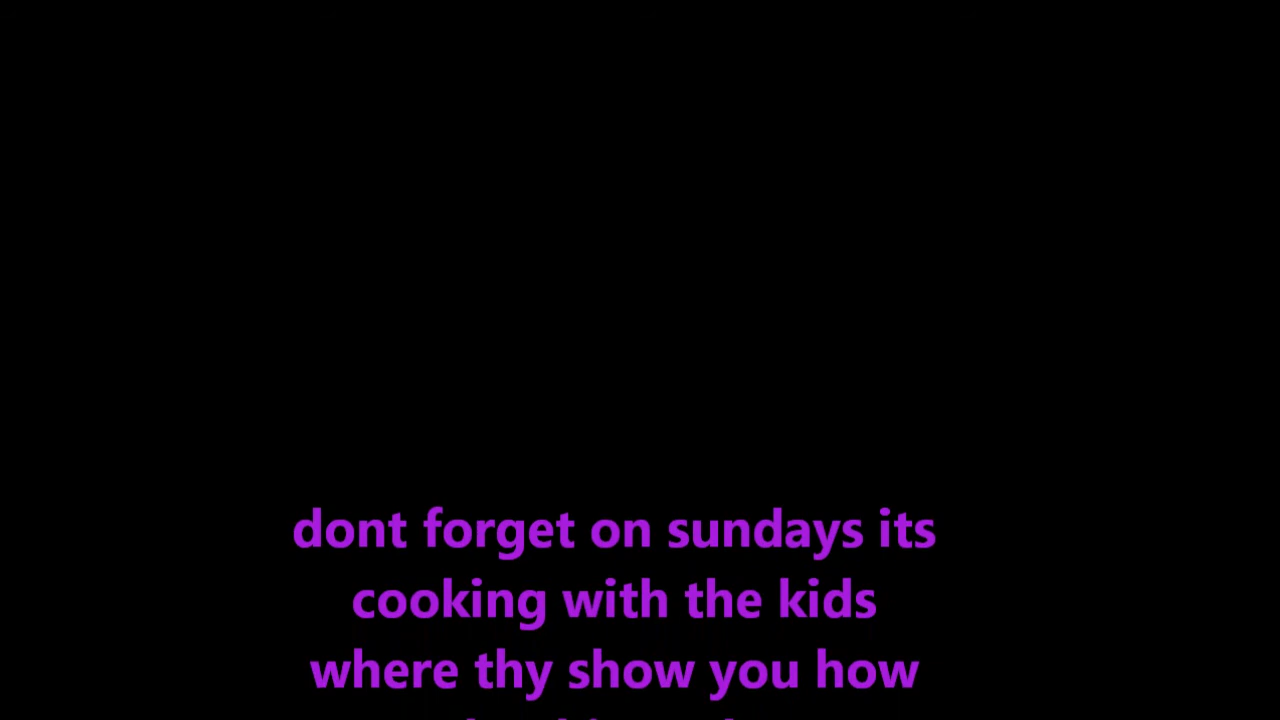 dont forget on sundays its
cooking with the kids
where thy show you how